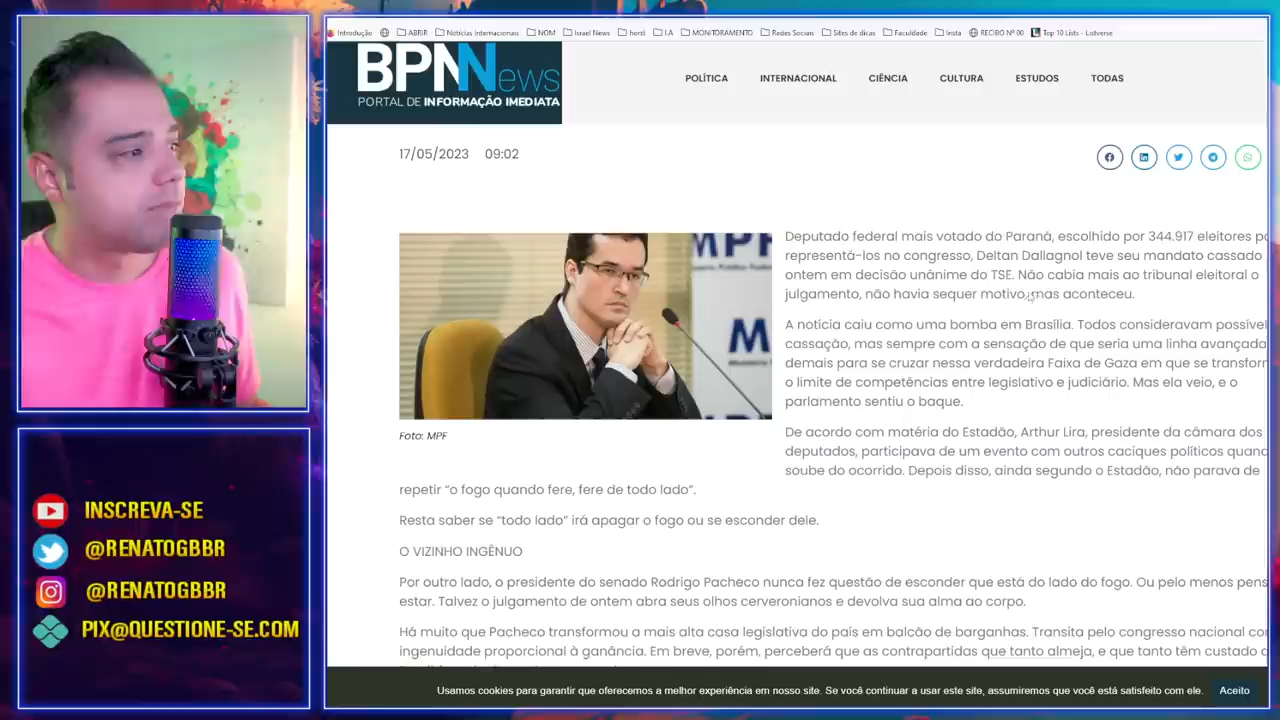 Introdução ABRIR Notícias Internacionais NOM Israel News horst I.A MONITORAMENTO Redes Sociais Sites de dicas Faculdade Insta RECIBO Nº 00 Top 10 Lists - Listverse
BPNNews
PORTAL DE INFORMAÇÃO IMEDIATA
POLÍTICA INTERNACIONAL CIÊNCIA CULTURA ESTUDOS TODAS
17/05/2023 09:02
MPF
M
Foto: MPF
Deputado federal mais votado do Paraná, escolhido por 344.917 eleitores
representá-los no congresso, Deltan Dallagnol teve seu mandato cassado
ontem em decisão unânime do TSE. Não cabia mais ao tribunal eleitoral o
julgamento, não havia sequer motivo, mas aconteceu.
A notícia caiu como uma bomba em Brasília. Todos consideravam possível
cassação, mas sempre com a sensação de que seria uma linha avançada
demais para se cruzar nessa verdadeira Faixa de Gaza em que se transfor
o limite de competências entre legislativo e judiciário. Mas ela veio, e o
parlamento sentiu o baque.
De acordo com matéria do Estadão, Arthur Lira, presidente da câmara dos
deputados, participava de um evento com outros caciques políticos quan
soube do ocorrido. Depois disso, ainda segundo o Estadão, não parava de
repetir “o fogo quando fere, fere de todo lado”.
Resta saber se “todo lado” irá apagar o fogo ou se esconder dele.
O VIZINHO INGÊNUO
Por outro lado, o presidente do senado Rodrigo Pacheco nunca fez questão de esconder que está do lado do fogo. Ou pelo menos pens
estar. Talvez o julgamento de ontem abra seus olhos cerveronianos e devolva sua alma ao corpo.
Há muito que Pacheco transformou a mais alta casa legislativa do país em balcão de barganhas. Transita pelo congresso nacional co
ingenuidade proporcional à ganância. Em breve, porém, perceberá que as contrapartidas que tanto almeja, e que tanto têm custado
Usamos cookies para garantir que oferecemos a melhor experiência em nosso site. Se você continuar a usar este site, assumiremos que você está satisfeito com ele. Aceito
INSCREVA-SE
@RENATOGBBR
@RENATOGBBR
PIX@QUESTIONE-SE.COM